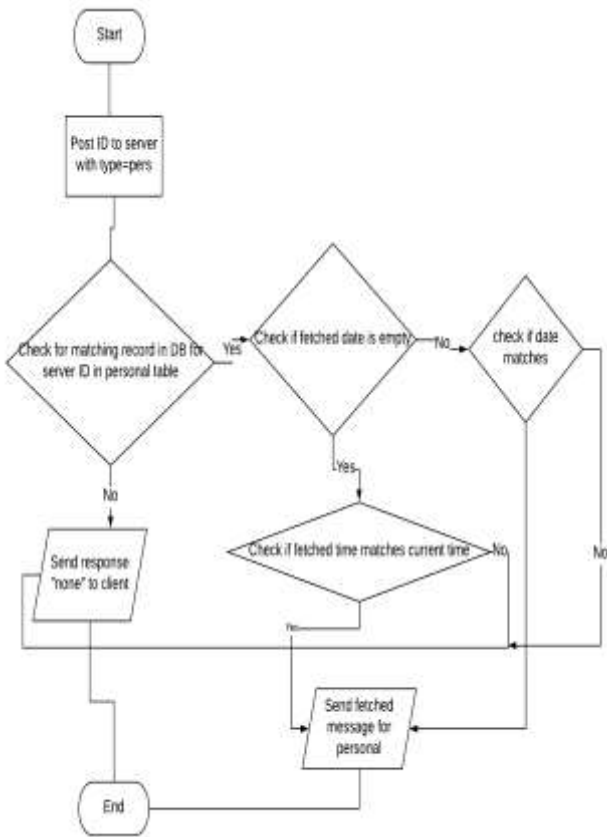 Start
Post ID to server
with type=pers
Check for matching record in DB for
server ID in personal table
Yes
Check if fetched date is empty
No
check if date
matches
No
Yes
Send response
"none" to client
Check if fetched time matches current time
No
No
Yes
Send fetched
message for
personal
End